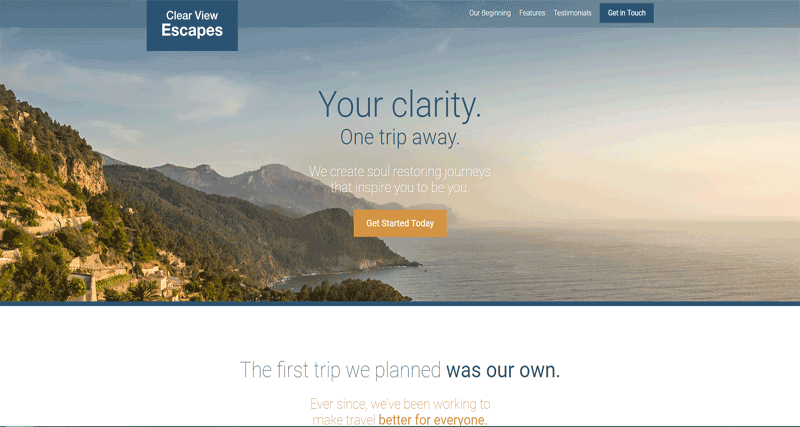 Clear View
Escapes
Our Beginning Features Testimonials Get in Touch
Your clarity.
One trip away.
We create soul restoring journeys
that inspire you to be you.
Get Started Today
The first trip we planned was our own.
Ever since, we've been working to
make travel better for everyone.